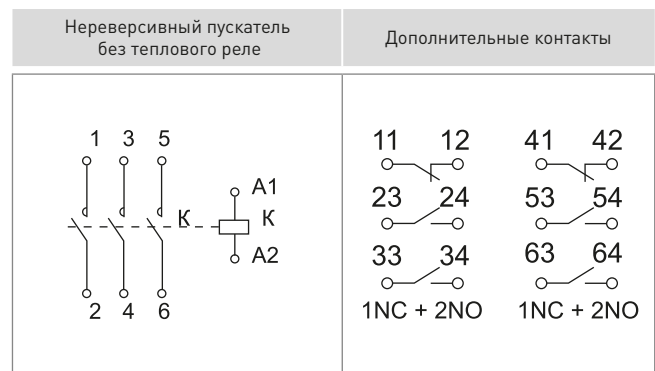 Нереверсивный пускатель
без теплового реле
Дополнительные контакты
1 3 5
К
2 4 6
A1
К
A2
11 12
23 24
33 34
1NC + 2NO
41 42
53 54
63 64
1NC + 2NO